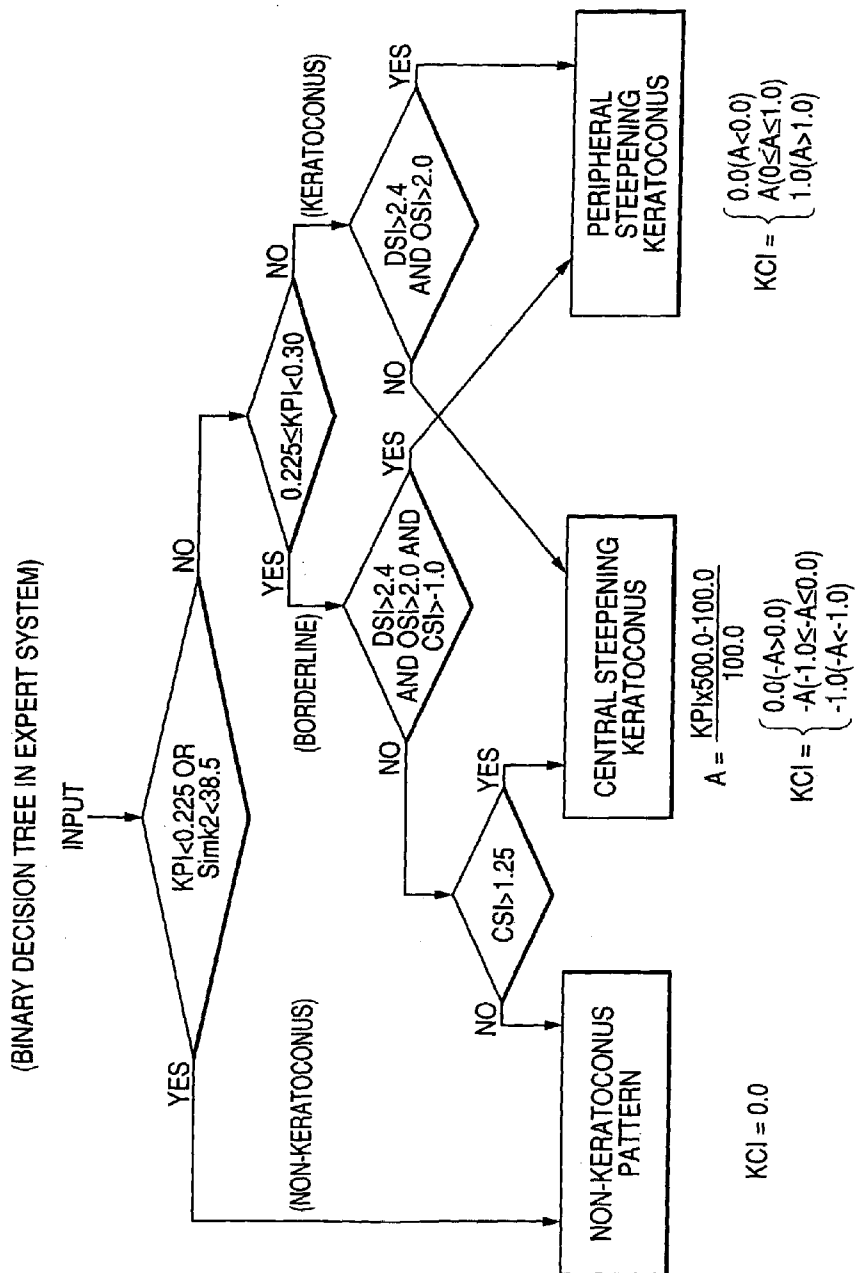 (BINARY DECISION TREE IN EXPERT SYSTEM)
INPUT
KPI<0.225 OR
Simk2<38.5
YES
NO
(NON-KERATOCONUS)
0.225≤KPI<0.30
YES
NO
(BORDERLINE)
(KERATOCONUS)
DSI>2.4
AND OSI>2.0 AND
CSI>-1.0
NO
YES
DSI>2.4
AND OSI>2.0
NO
YES
CSI>1.25
NO
YES
NON-KERATOCONUS
PATTERN
CENTRAL STEEPENING
KERATOCONUS
PERIPHERAL
STEEPENING
KERATOCONUS
KCI = 0.0
A = KPIx500.0-100.0
100.0
KCI = { 0.0(-A>0.0)
-A(-1.0≤-A≤0.0)
-1.0(-A<-1.0)
KCI = { 0.0(A<0.0)
A(0≤A≤1.0)
1.0(A>1.0)